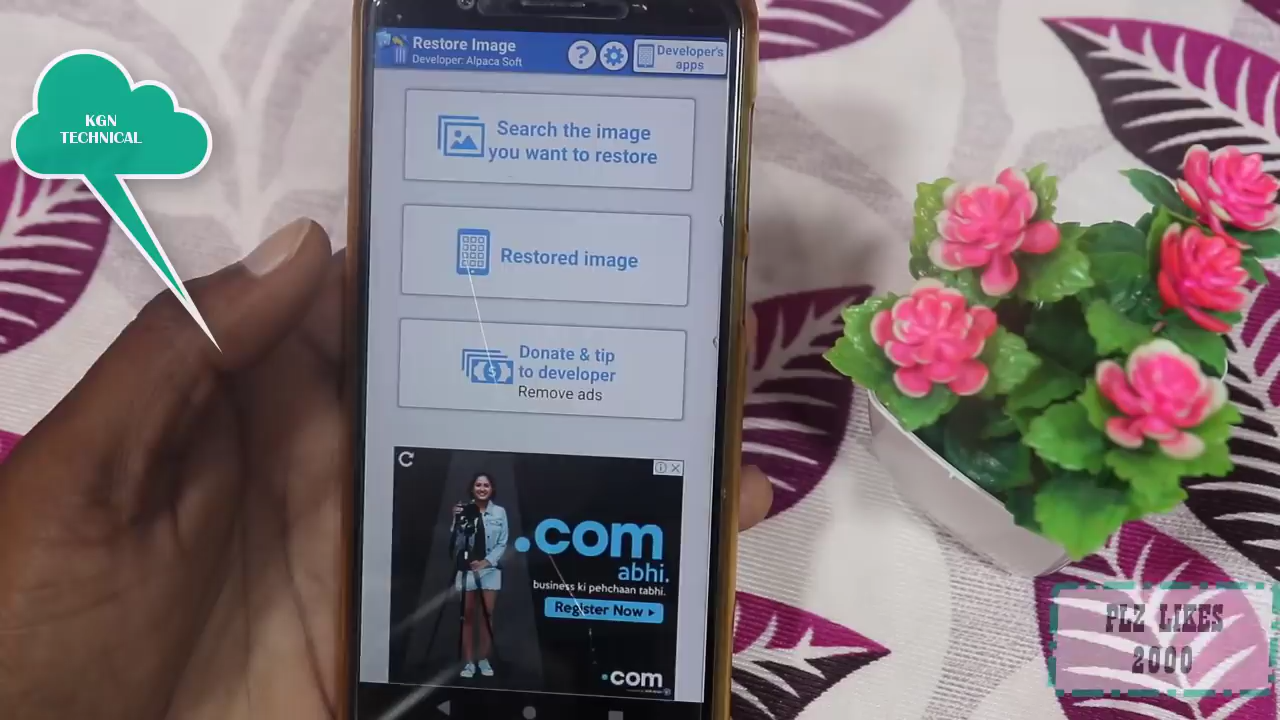 KGN
TECHNICAL
Restore Image
Developer: Alpaca Soft
?
Developer's
apps
Search the image
you want to restore
Restored image
Donate & tip
to developer
Remove ads
.com
abhi.
business ki pehchaan tabhi.
Register Now
.com
PLZ LIKES
2000